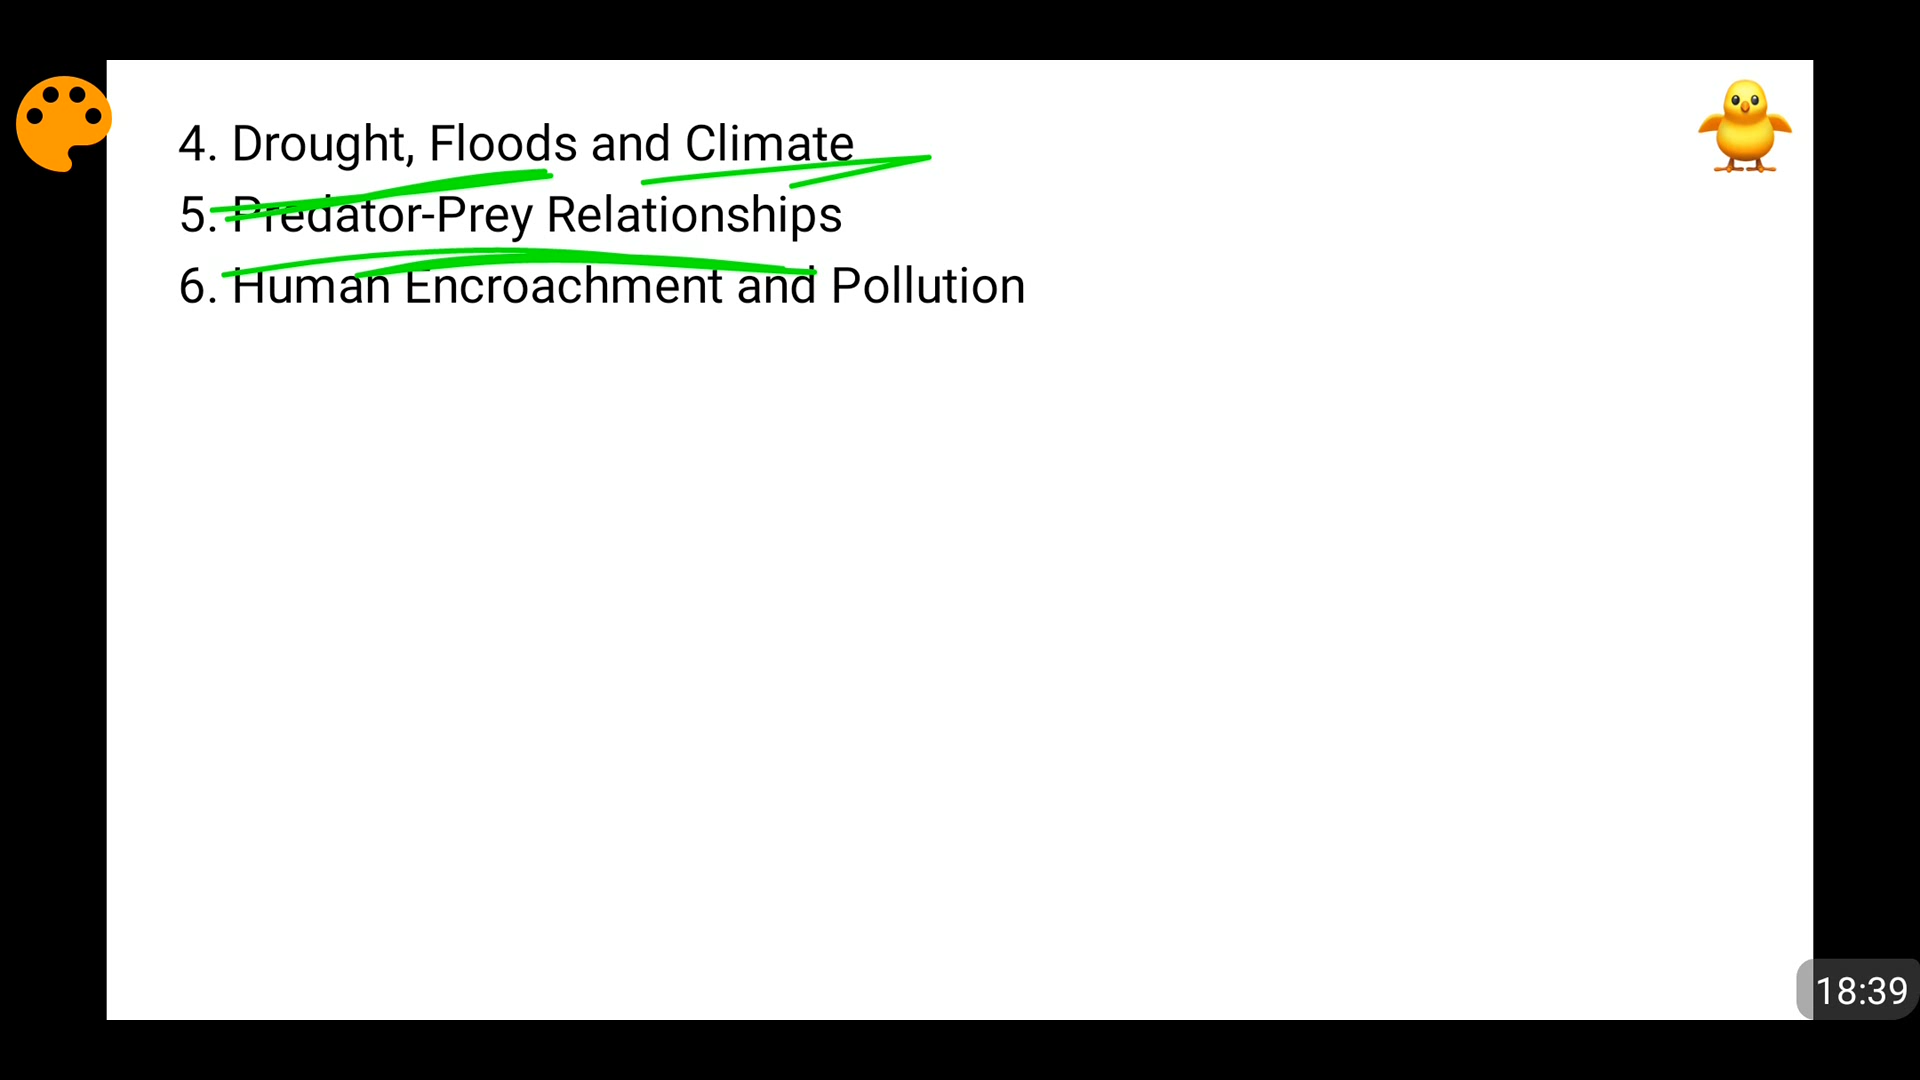 4. Drought, Floods and Climate
5. Predator-Prey Relationships
6. Human Encroachment and Pollution
18:39